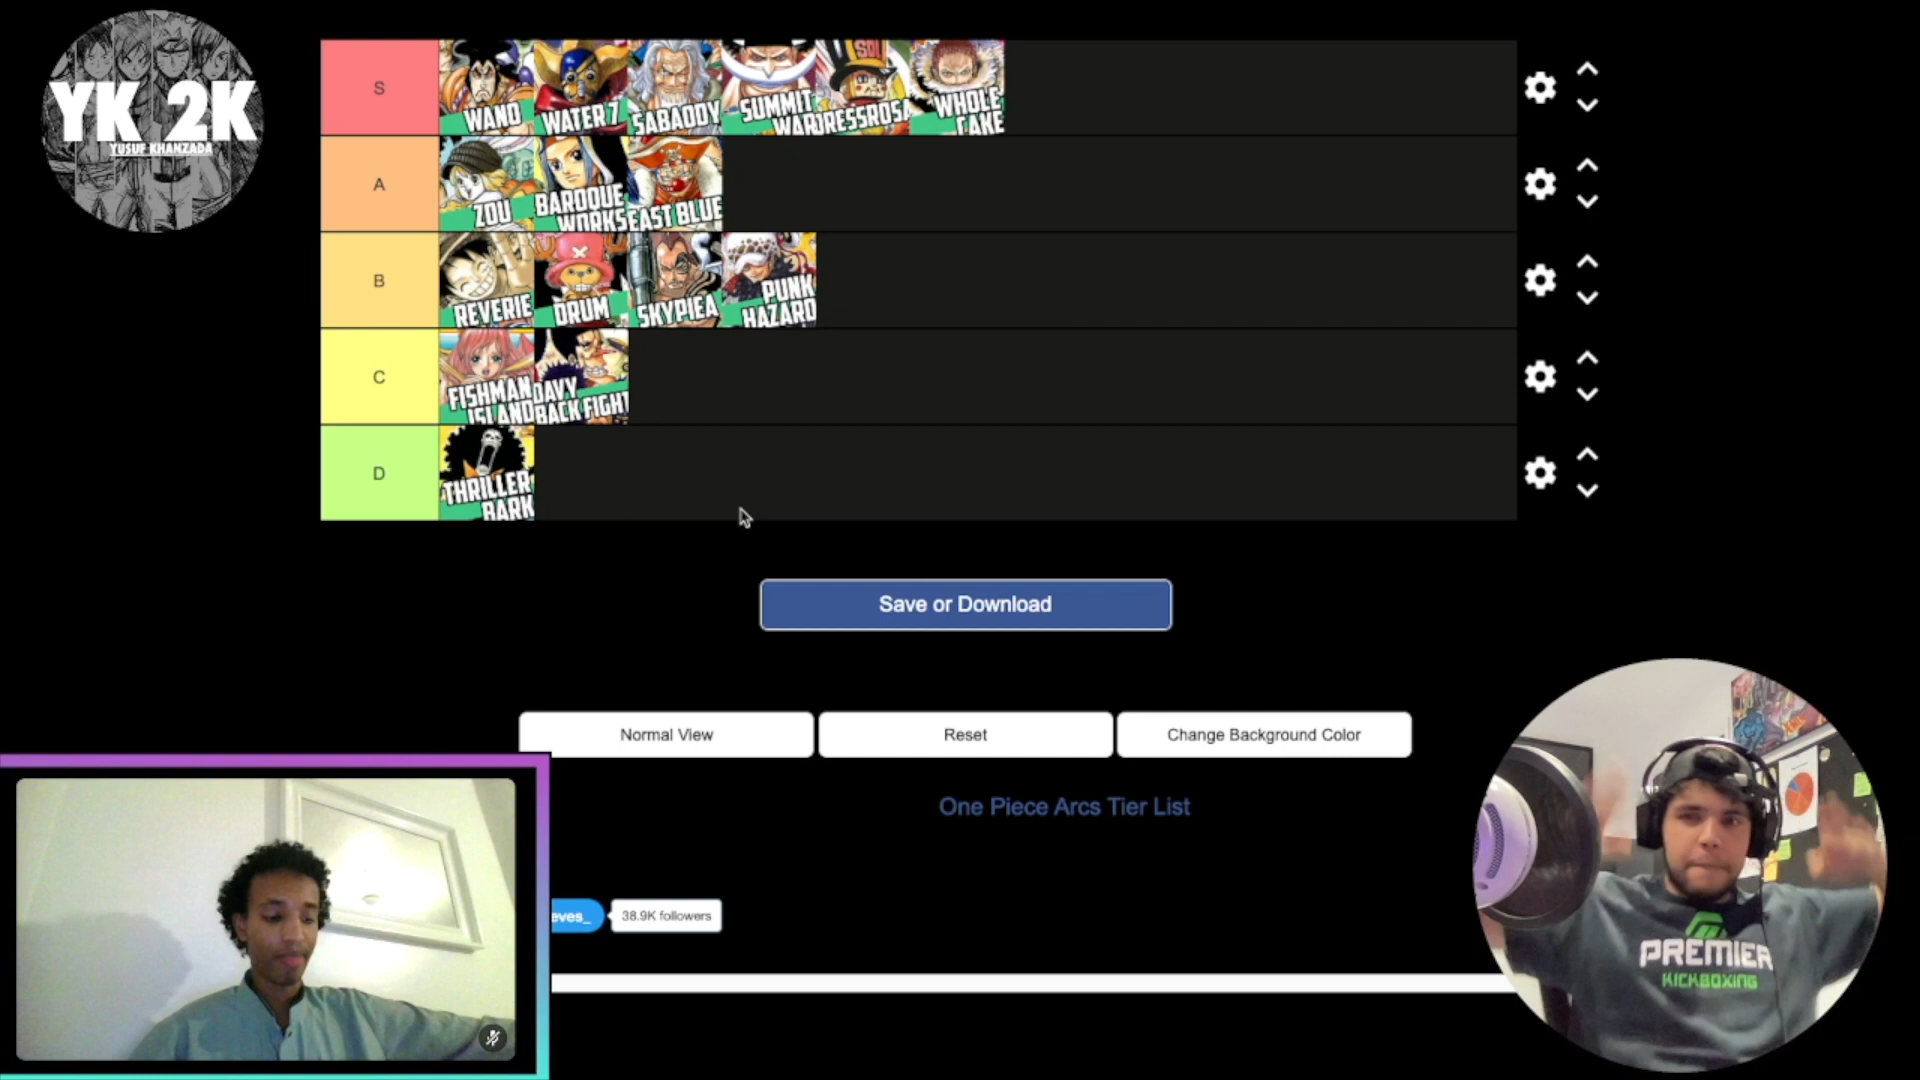 YK 2K
YUSUF KHANZADA
S
WANO
WATER 7
SABAODY
SUMMIT
WAR
DRESSROSA
WHOLE
CAKE
A
ZOU
BAROQUE
WORKS
EAST BLUE
B
REVERIE
DRUM
SKYPIEA
PUNK
HAZARD
C
FISHMAN
ISLAND
DAVY
BACK FIGHT
D
THRILLER
BARK
Save or Download
Normal View
Reset
Change Background Color
One Piece Arcs Tier List
eves_
38.9K followers
PREMIER
KICKBOXING